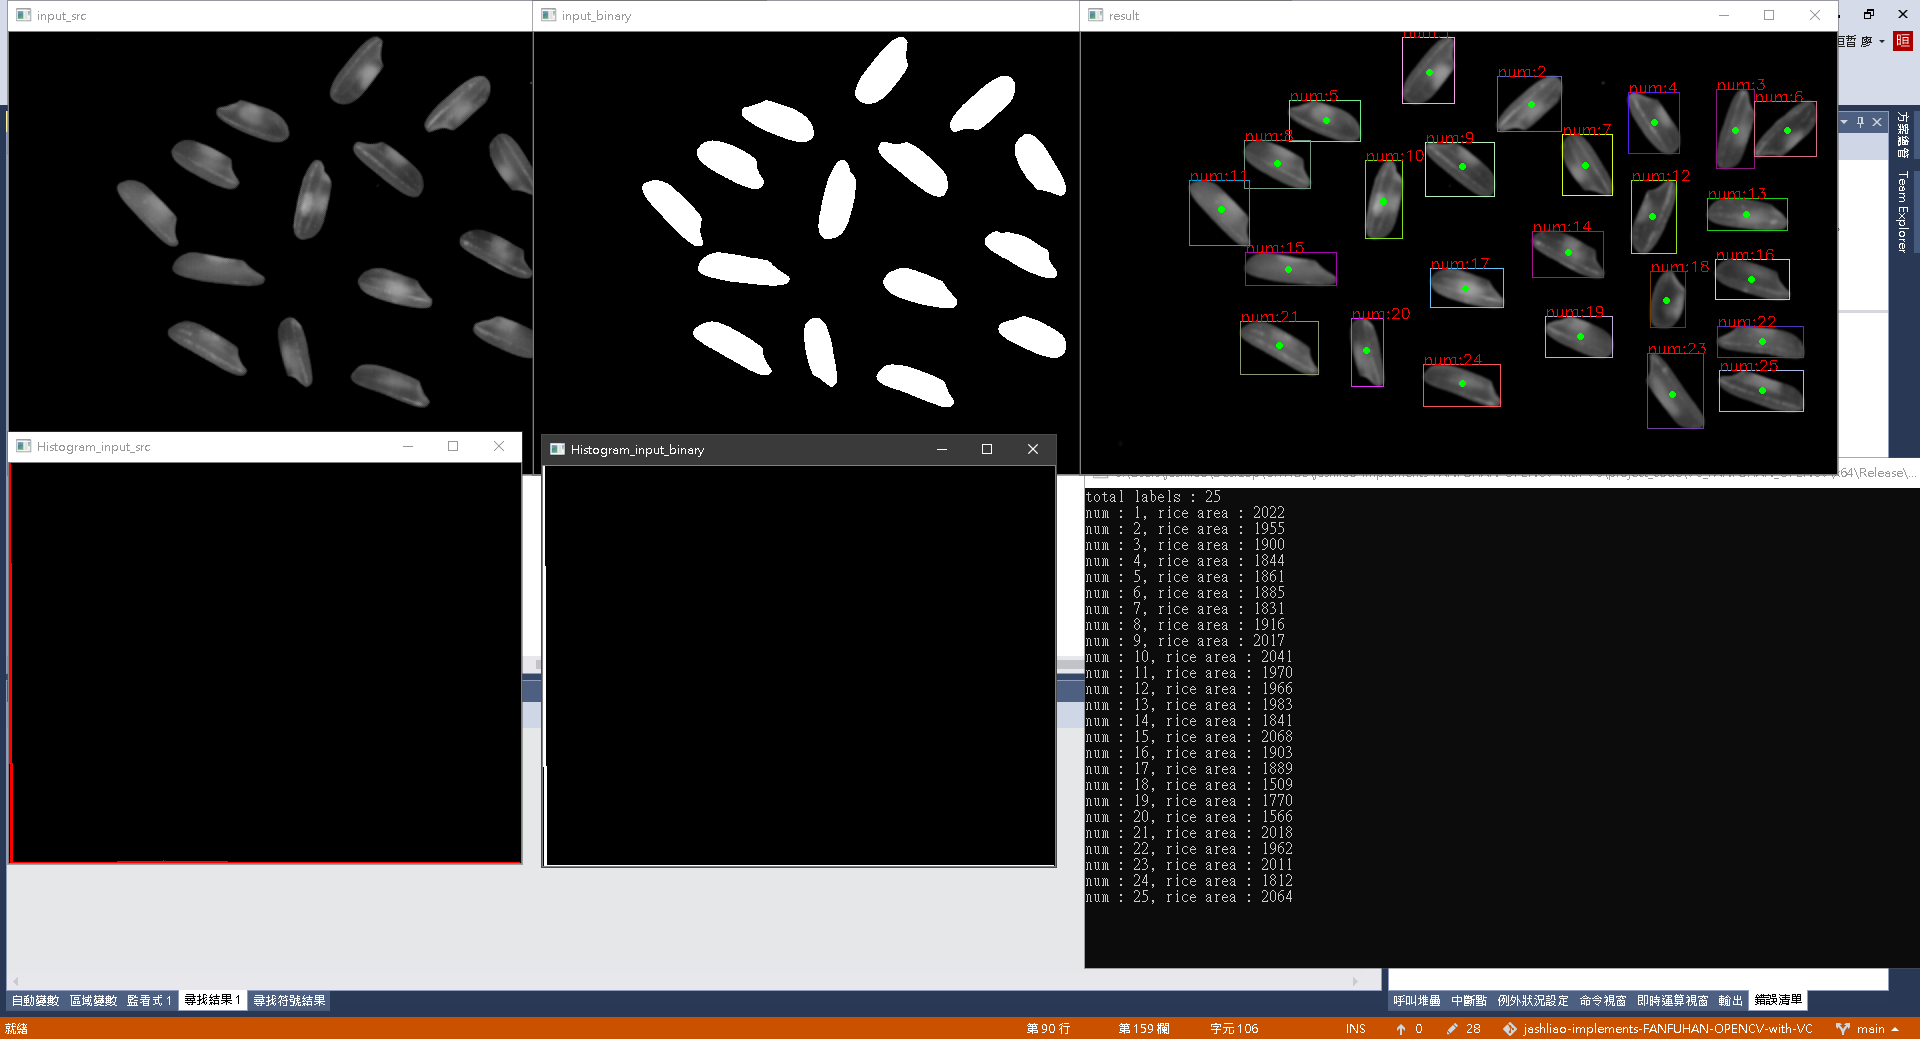 input_src
input_binary
result
恒哲 廖
恒
num:1
num:2
num:4
num:3
num:6
num:5
num:8
num:9
num:7
num:10
num:11
num:12
num:13
num:14
num:15
num:16
num:17
num:18
num:19
num:20
num:21
num:22
num:23
num:24
num:25
方案總管
Team Explorer
Histogram_input_src
Histogram_input_binary
x64\Release\...
total labels : 25
num : 1, rice area : 2022
num : 2, rice area : 1955
num : 3, rice area : 1900
num : 4, rice area : 1844
num : 5, rice area : 1861
num : 6, rice area : 1885
num : 7, rice area : 1831
num : 8, rice area : 1916
num : 9, rice area : 2017
num : 10, rice area : 2041
num : 11, rice area : 1970
num : 12, rice area : 1966
num : 13, rice area : 1983
num : 14, rice area : 1841
num : 15, rice area : 2068
num : 16, rice area : 1903
num : 17, rice area : 1889
num : 18, rice area : 1509
num : 19, rice area : 1770
num : 20, rice area : 1566
num : 21, rice area : 2018
num : 22, rice area : 1962
num : 23, rice area : 2011
num : 24, rice area : 1812
num : 25, rice area : 2064
自動變數 區域變數 監看式 1 尋找結果 1 尋找符號結果
呼叫堆疊 中斷點 例外狀況設定 命令視窗 即時運算視窗 輸出 錯誤清單
就緒 第 90 行 第 159 欄 字元 106 INS 0 28 jashliao-implements-FANFUHAN-OPENCV-with-VC main